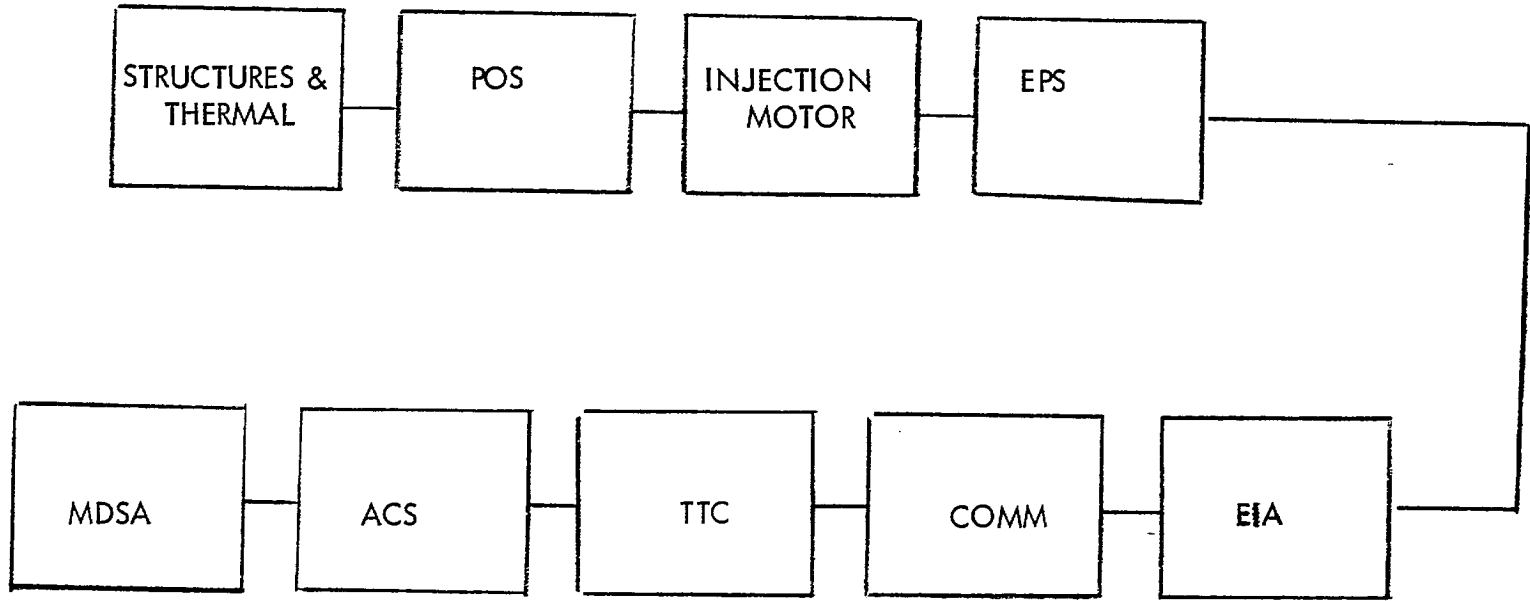 STRUCTURES &
THERMAL
POS
INJECTION
MOTOR
EPS
MDSA
ACS
TTC
COMM
EIA